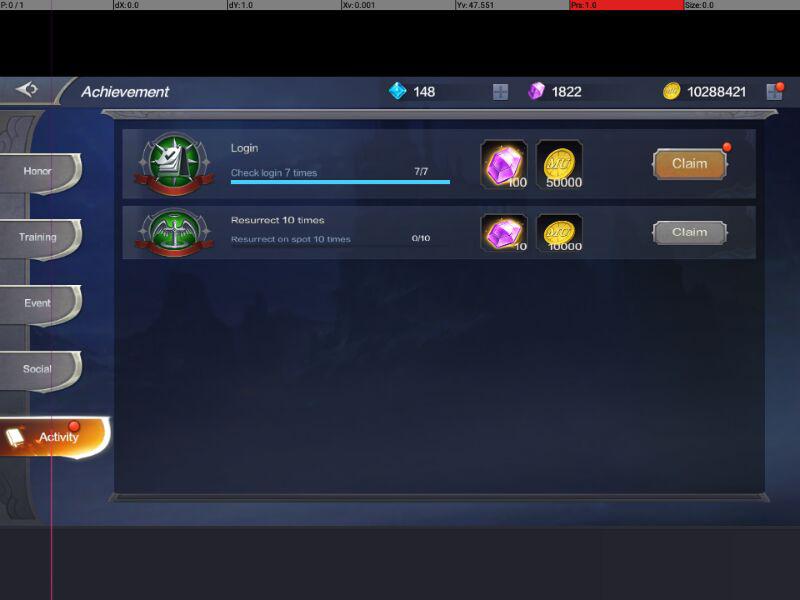 P: 0 / 1 dX: 0.0 dY: 1.0 Xv: 0.001 Yv: 47.551 Prs: 1.0 Size: 0.0
Achievement 148 1822 10288421
Honor
Training
Event
Social
Activity
Login
Check login 7 times 7/7
100 50000
Claim
Resurrect 10 times
Resurrect on spot 10 times 0/10
10 10000
Claim